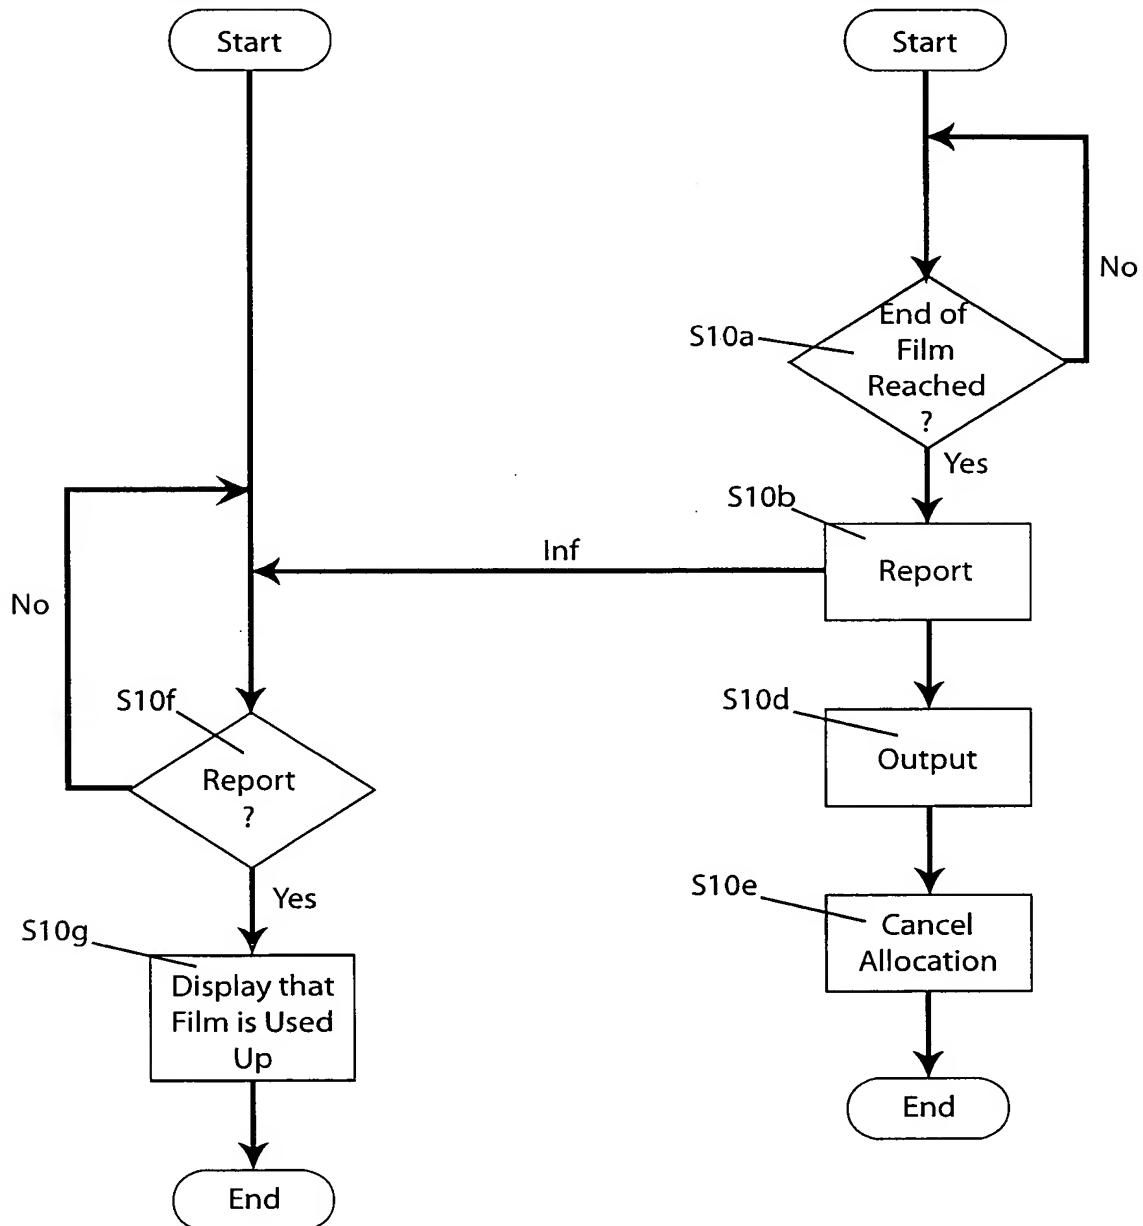 Start
Start
No
End of
Film
Reached
?
S10a
Yes
S10b
Report
Inf
No
S10f
Report
?
S10d
Output
Yes
S10e
Cancel
Allocation
S10g
Display that
Film is Used
Up
End
End